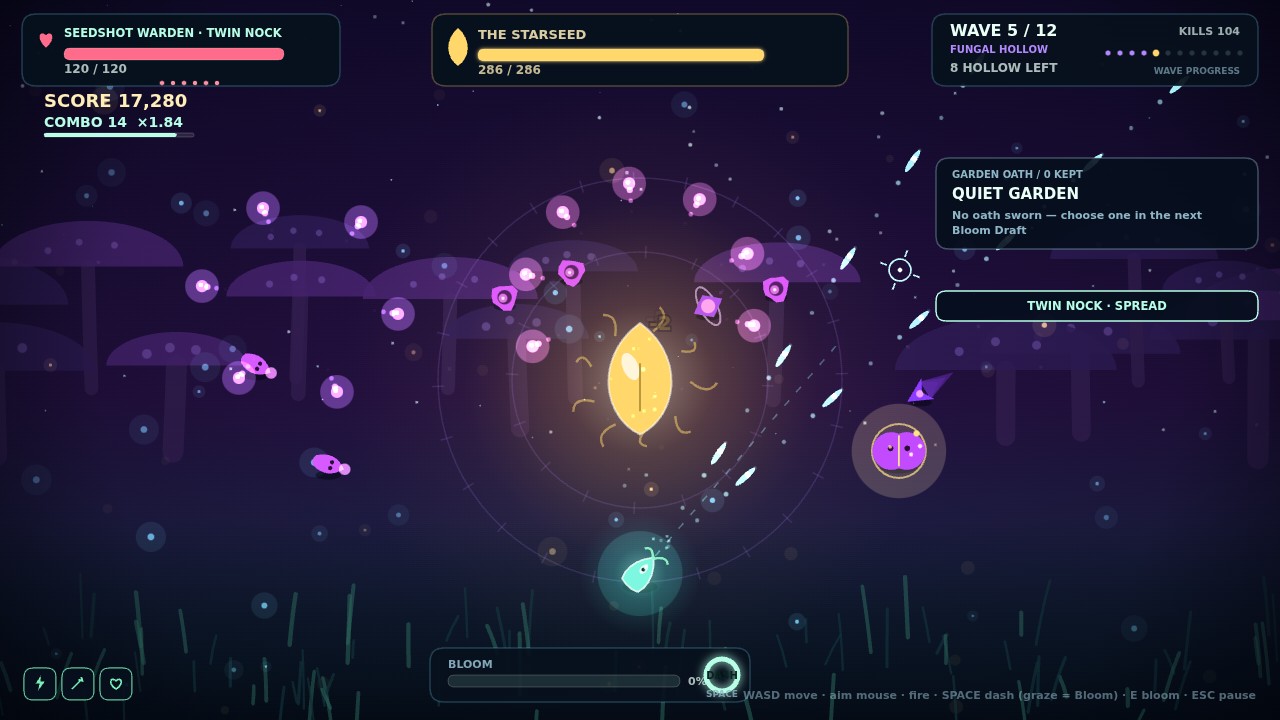 SEEDSHOT WARDEN · TWIN NOCK
120 / 120
SCORE 17,280
COMBO 14 ×1.84
THE STARSEED
286 / 286
WAVE 5 / 12
KILLS 104
FUNGAL HOLLOW
8 HOLLOW LEFT
WAVE PROGRESS
GARDEN OATH / 0 KEPT
QUIET GARDEN
No oath sworn — choose one in the next
Bloom Draft
TWIN NOCK · SPREAD
-2
BLOOM
0%
SPACE
WASD move · aim mouse · fire · SPACE dash (graze = Bloom) · E bloom · ESC pause